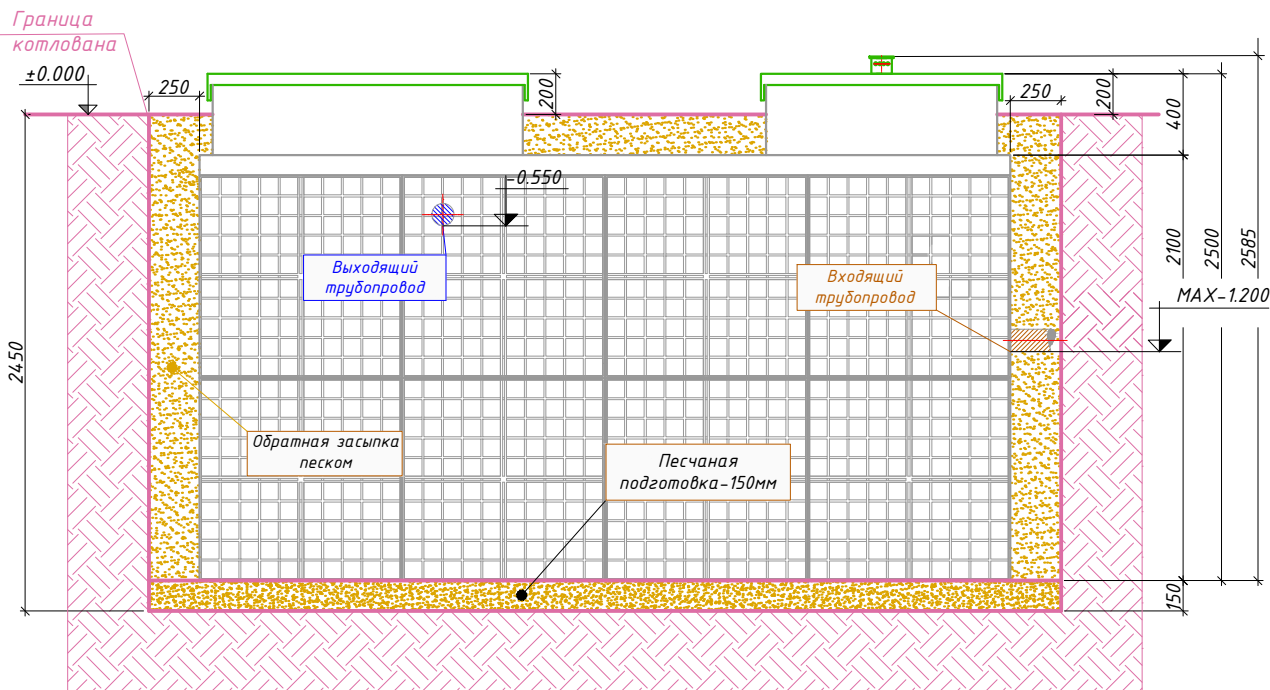 Граница
котлована
±0.000
250
200
250
200
400
-0.550
Выходящий
трубопровод
Входящий
трубопровод
2100
2500
2585
MAX-1.200
2450
Обратная засыпка
песком
Песчаная
подготовка-150мм
150